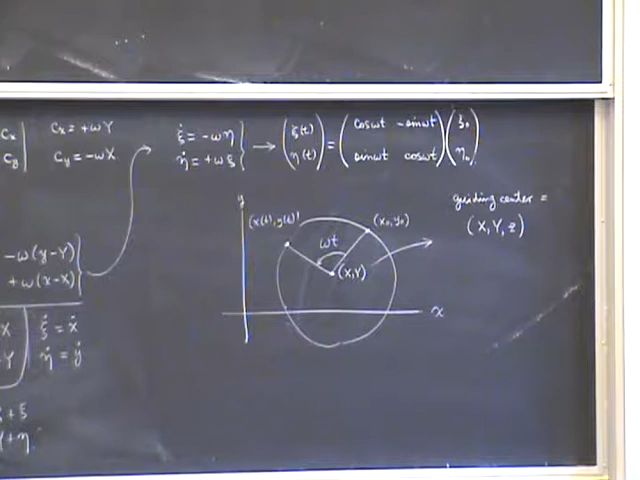 Cx Cx = +ωY
Cy Cy = -ωX
ξ̇ = -ωη
η̇ = +ωξ
(ξ(t) η(t)) = (cosωt -sinωt sinωt cosωt)(ξ₀ η₀)
guiding center =
(X,Y,z)
y
(x(t),y(t))
(x₀,y₀)
ωt
(X,Y)
x
-ω(y-Y)
+ω(x-X)
X ξ̇ = ẋ
-Y η̇ = ẏ
+ ξ
+ η